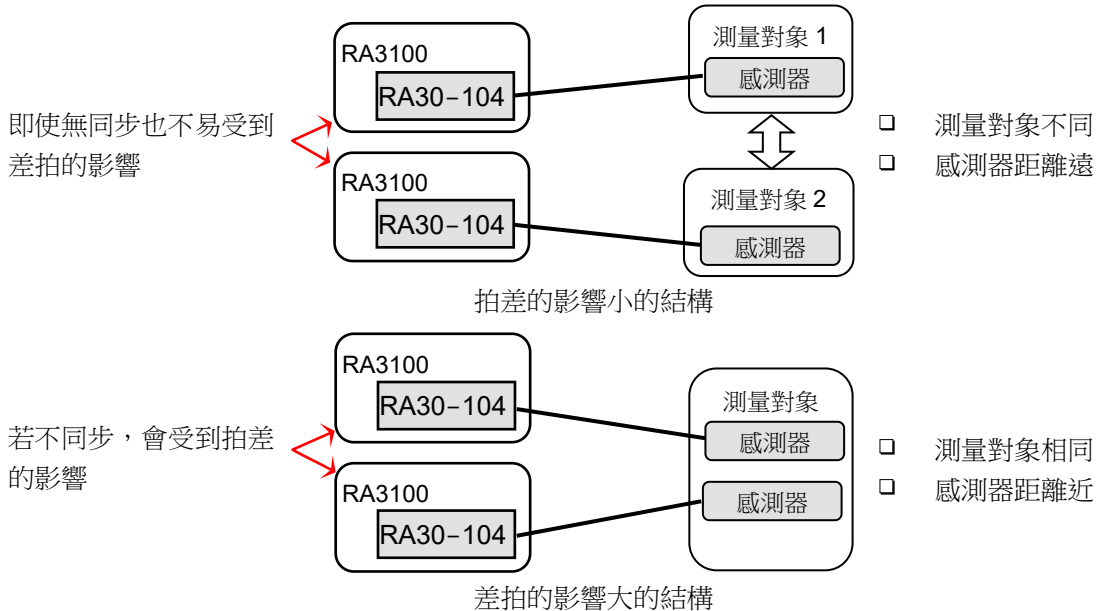 RA3100
RA30-104
測量對象 1
感測器
即使無同步也不易受到
差拍的影響
❑ 測量對象不同
❑ 感測器距離遠
RA3100
RA30-104
測量對象 2
感測器
拍差的影響小的結構
RA3100
RA30-104
測量對象
感測器
若不同步，會受到拍差
的影響
❑ 測量對象相同
❑ 感測器距離近
RA3100
RA30-104
感測器
差拍的影響大的結構